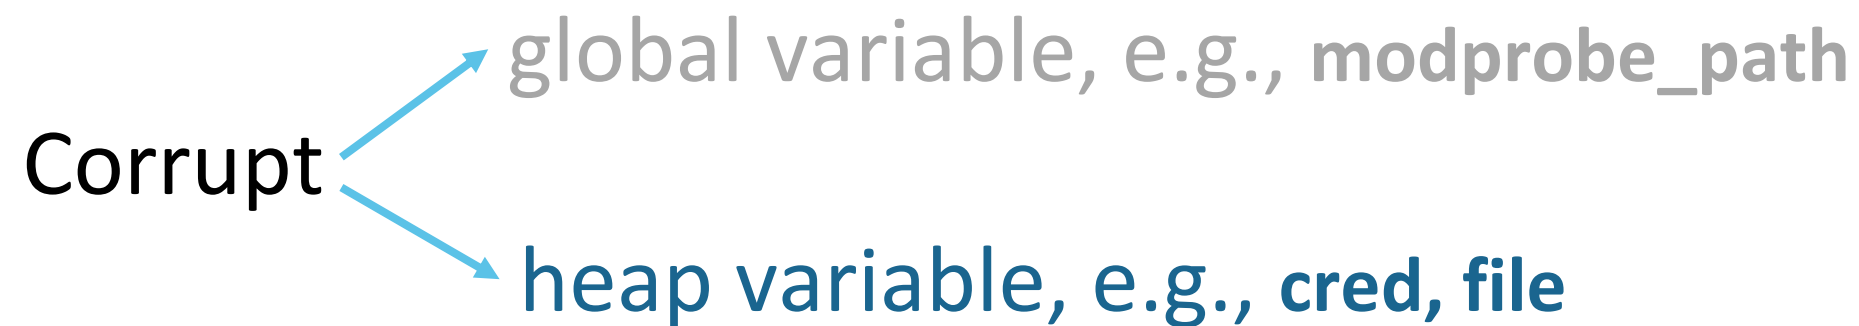 global variable, e.g., modprobe_path
Corrupt
heap variable, e.g., cred, file